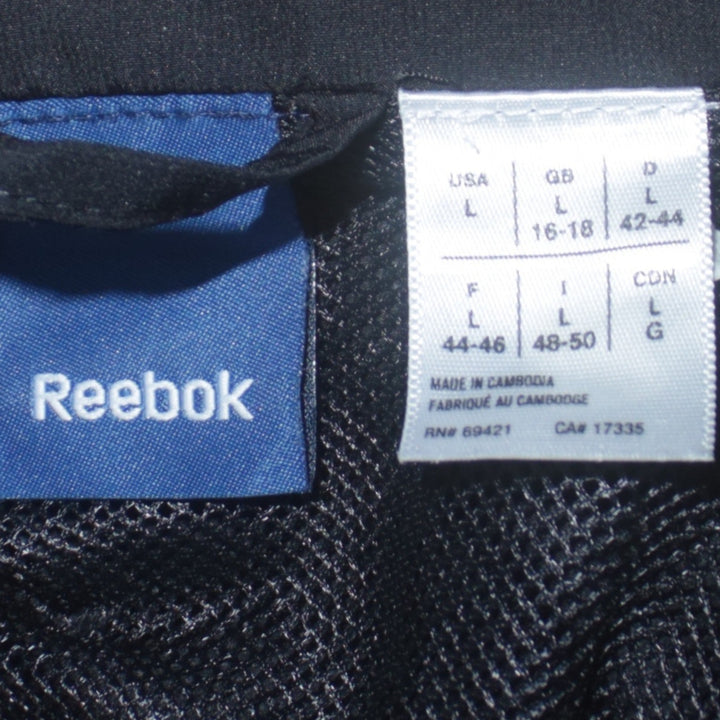 Reebok
USA GB D
L L L
16-18 42-44
F I CDN
L L L
44-46 48-50 G
MADE IN CAMBODIA
FABRIQUÉ AU CAMBODGE
RN# 69421 CA# 17335